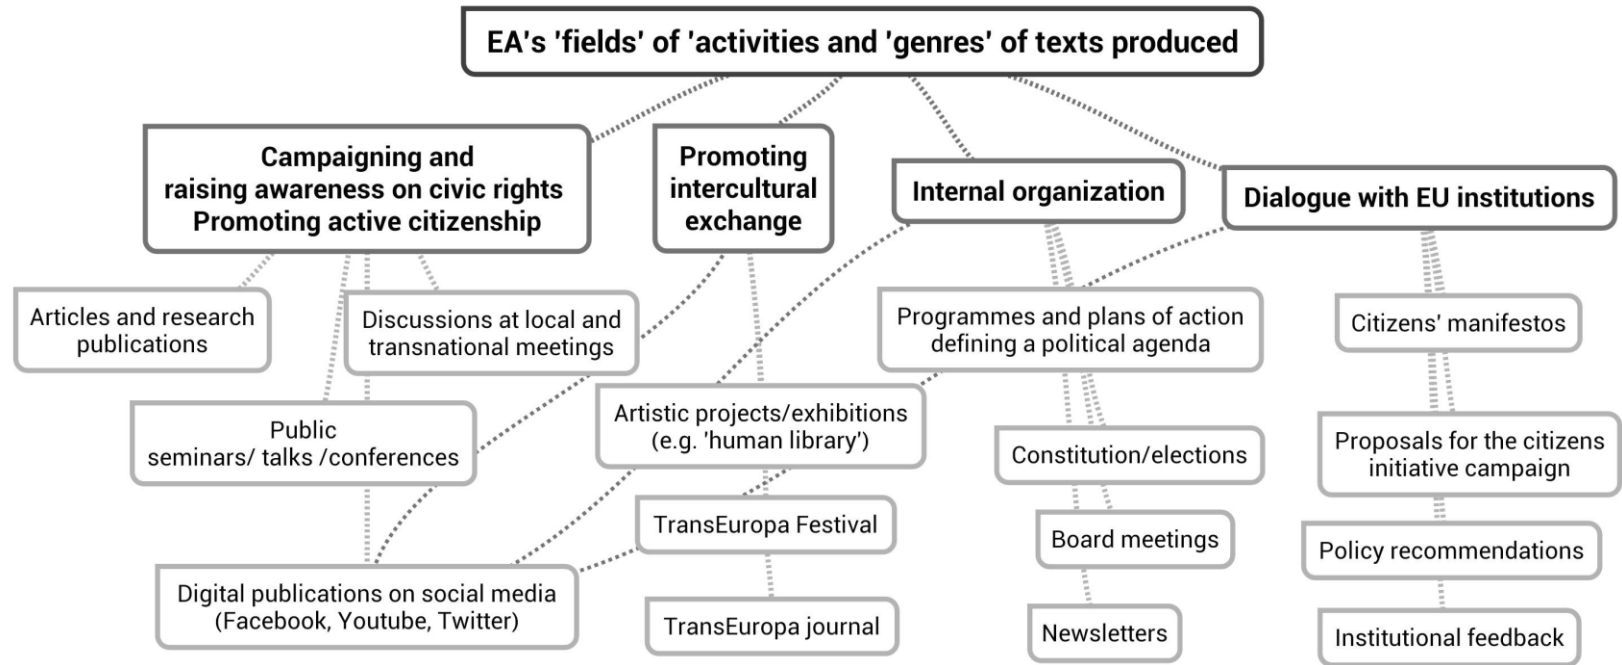 EA's 'fields' of 'activities and 'genres' of texts produced
Campaigning and
raising awareness on civic rights
Promoting active citizenship
Promoting
intercultural
exchange
Internal organization
Dialogue with EU institutions
Articles and research
publications
Discussions at local and
transnational meetings
Public
seminars/ talks /conferences
Digital publications on social media
(Facebook, Youtube, Twitter)
Artistic projects/exhibitions
(e.g. 'human library')
TransEuropa Festival
TransEuropa journal
Programmes and plans of action
defining a political agenda
Constitution/elections
Board meetings
Newsletters
Citizens' manifestos
Proposals for the citizens
initiative campaign
Policy recommendations
Institutional feedback